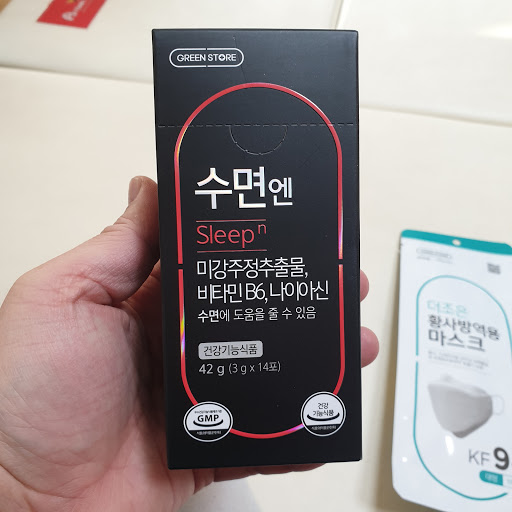 GREEN STORE
수면엔
Sleep n
미강주정추출물,
비타민 B6, 나이아신
수면에 도움을 줄 수 있음
건강기능식품
42 g (3 g x 14포)
GMP
건강
기능식품
더조은
황사방역용
마스크
KF 9